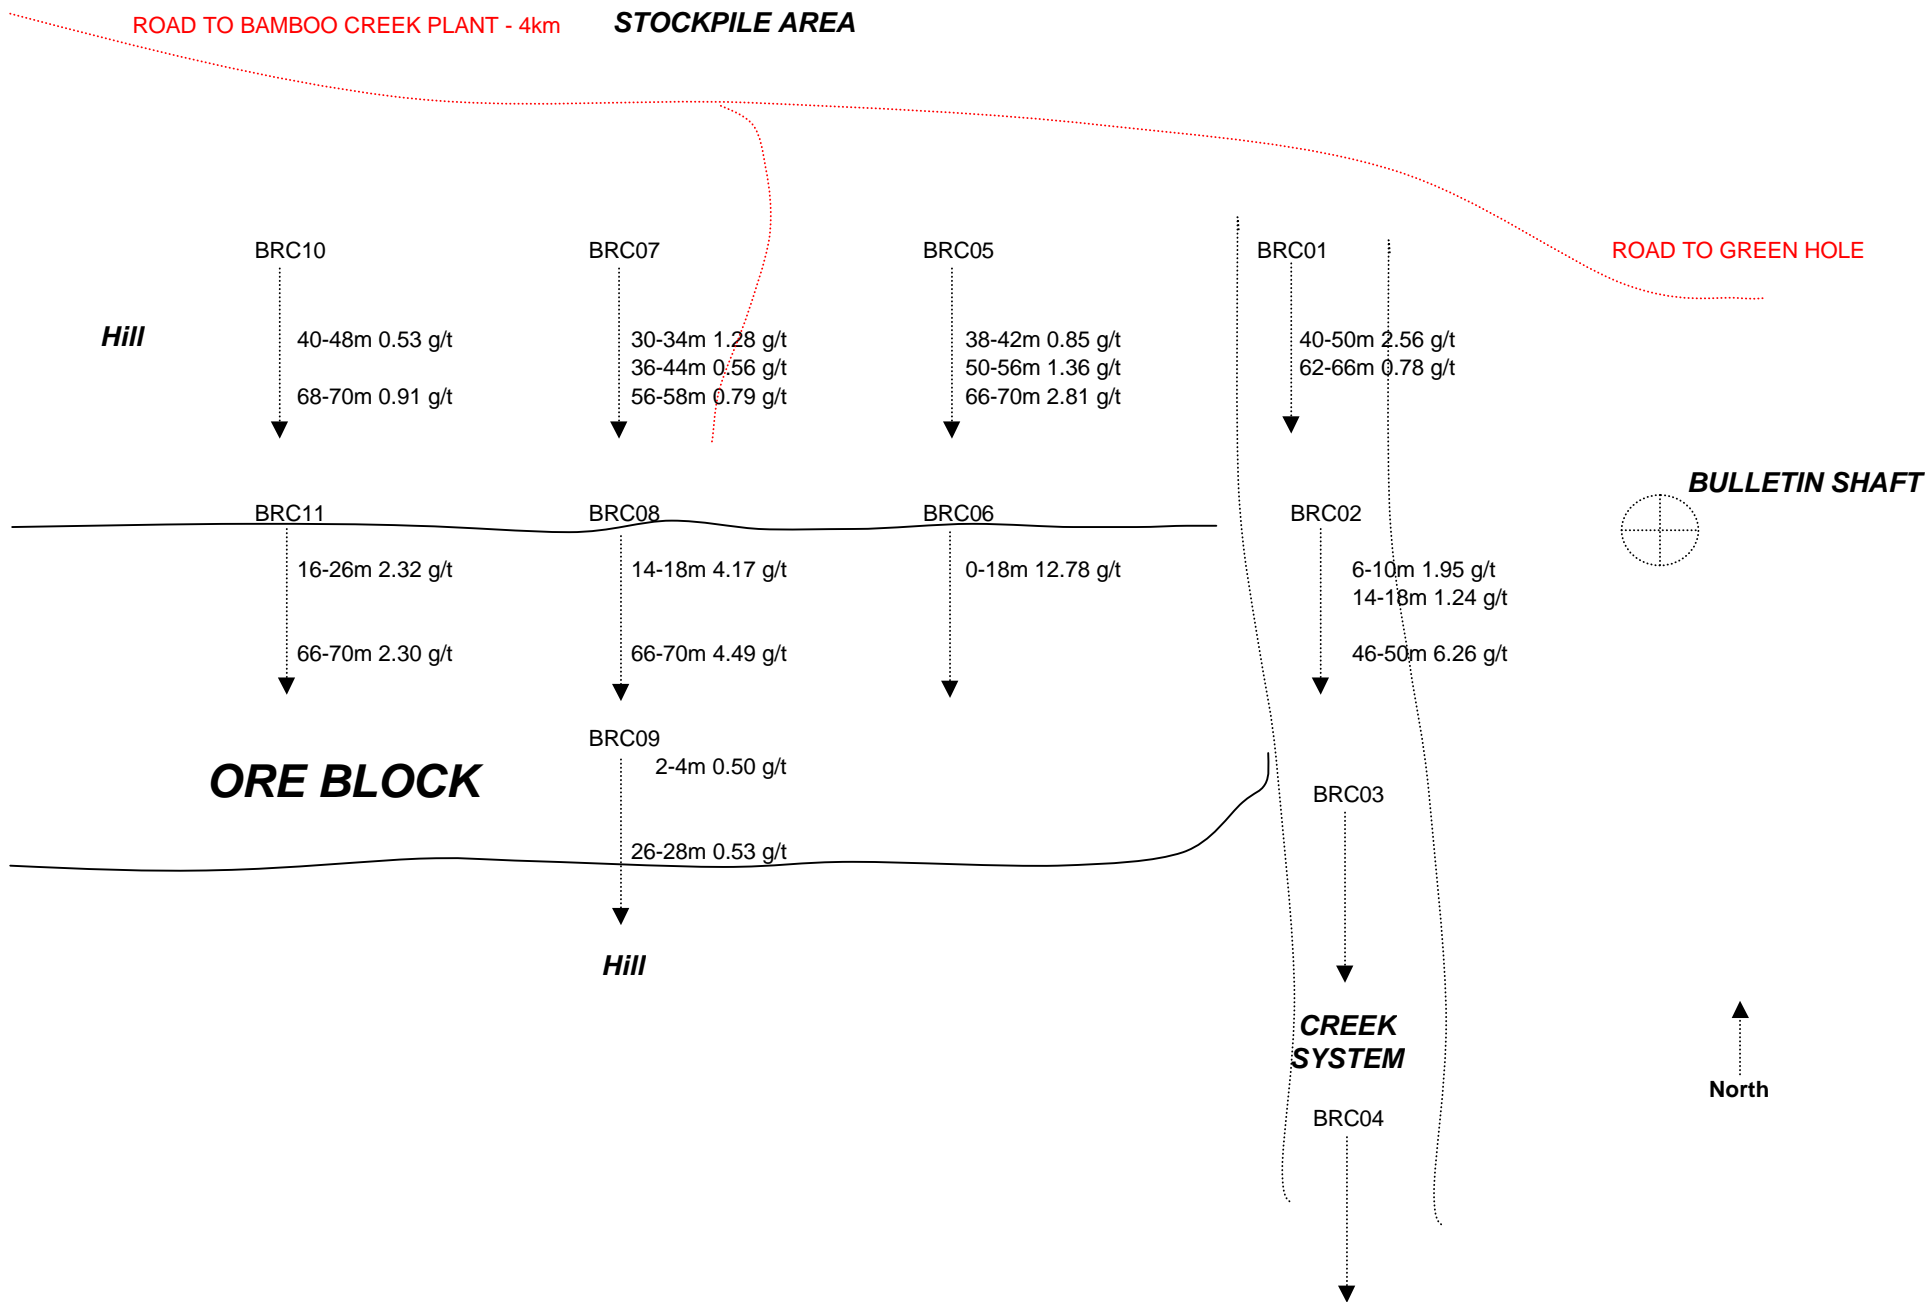 ROAD TO BAMBOO CREEK PLANT - 4km
STOCKPILE AREA
BRC10
BRC07
BRC05
BRC01
ROAD TO GREEN HOLE
Hill
40-48m 0.53 g/t
68-70m 0.91 g/t
30-34m 1.28 g/t
36-44m 0.56 g/t
56-58m 0.79 g/t
38-42m 0.85 g/t
50-56m 1.36 g/t
66-70m 2.81 g/t
40-50m 2.56 g/t
62-66m 0.78 g/t
BULLETIN SHAFT
BRC11
BRC08
BRC06
BRC02
16-26m 2.32 g/t
66-70m 2.30 g/t
14-18m 4.17 g/t
66-70m 4.49 g/t
0-18m 12.78 g/t
6-10m 1.95 g/t
14-18m 1.24 g/t
46-50m 6.26 g/t
BRC09
2-4m 0.50 g/t
ORE BLOCK
BRC03
26-28m 0.53 g/t
Hill
CREEK
SYSTEM
North
BRC04